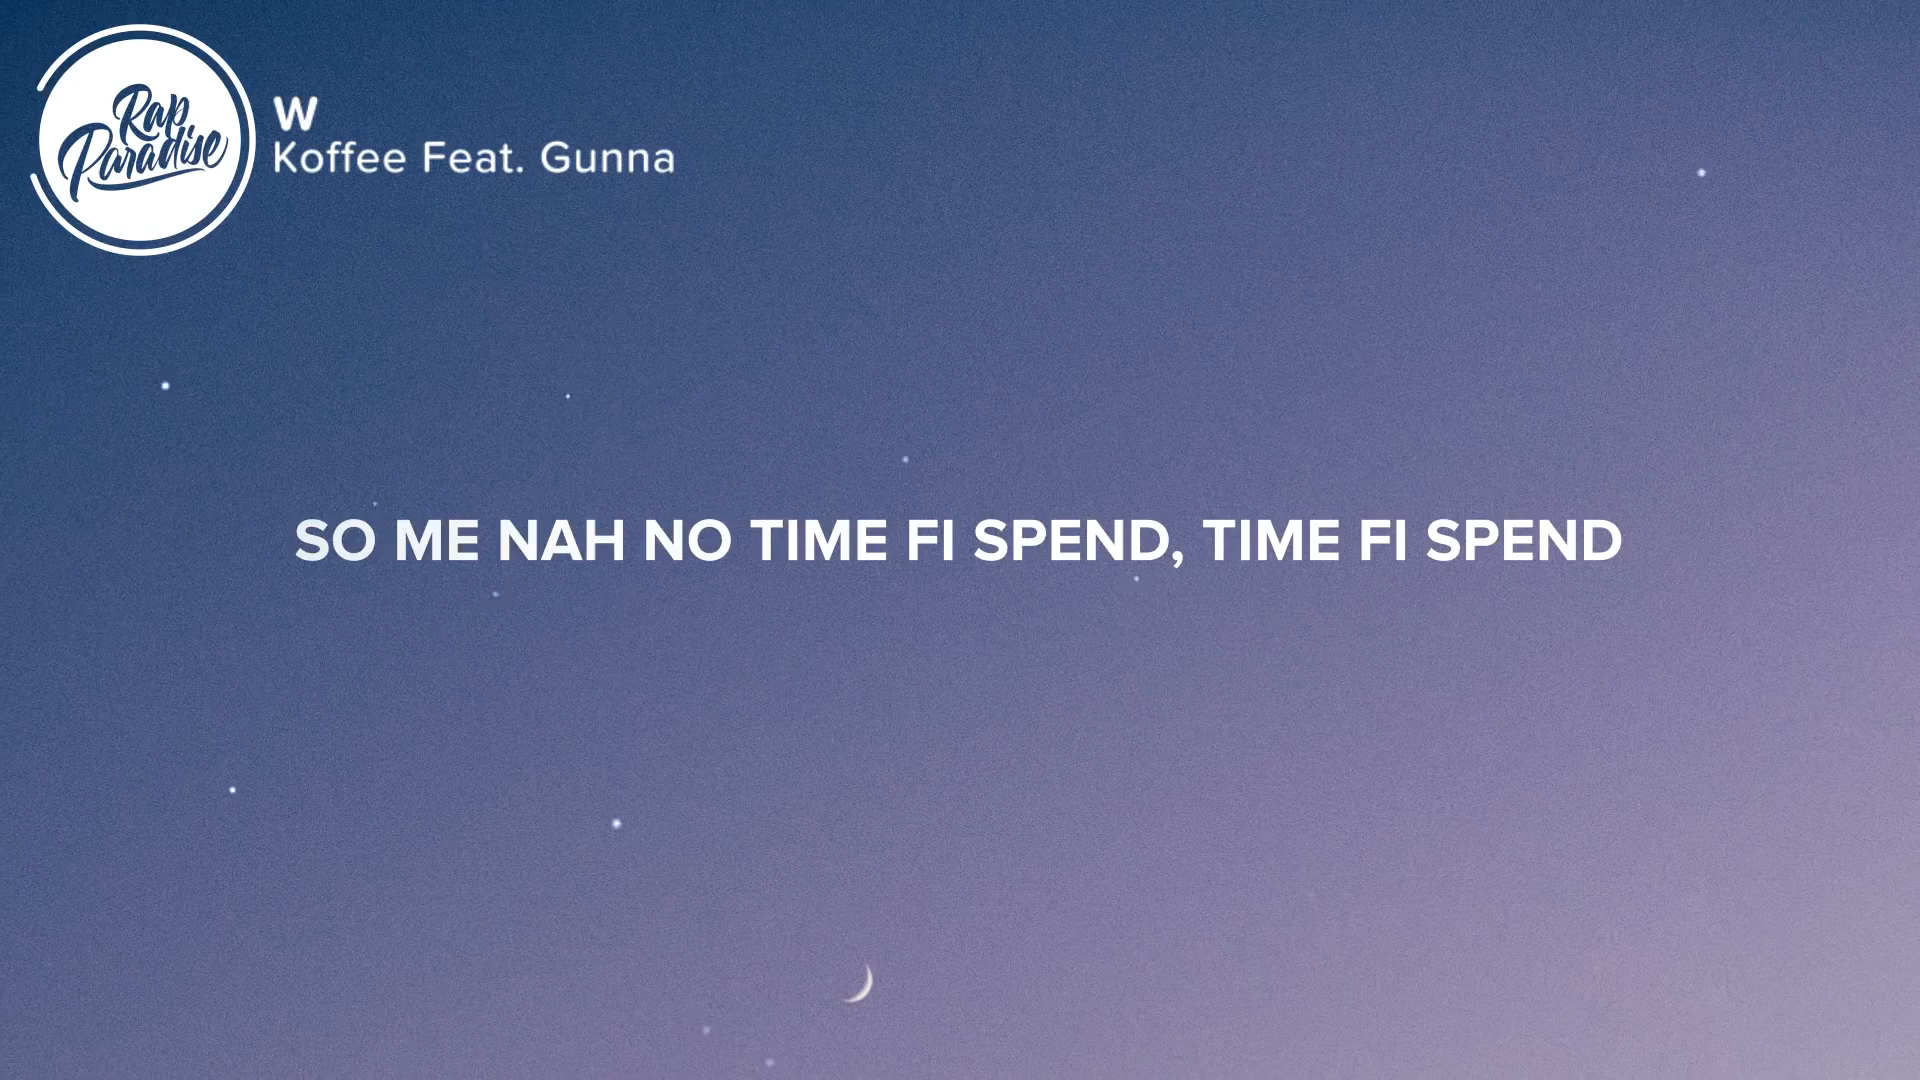 Rap
Paradise
W
Koffee Feat. Gunna
SO ME NAH NO TIME FI SPEND, TIME FI SPEND